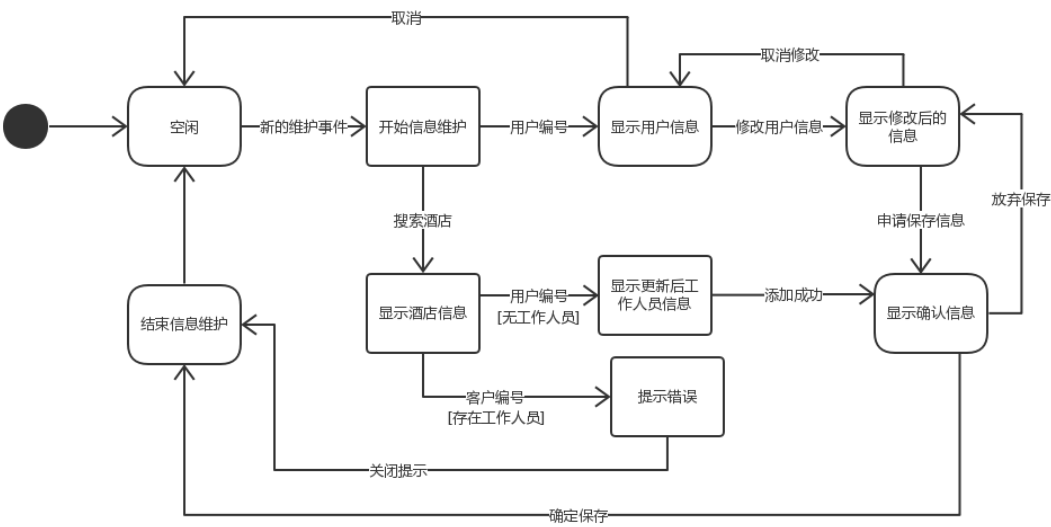 取消
取消修改
空闲
新的维护事件
开始信息维护
用户编号
显示用户信息
修改用户信息
显示修改后的
信息
搜索酒店
申请保存信息
放弃保存
结束信息维护
显示酒店信息
用户编号
[无工作人员]
显示更新后工
作人员信息
添加成功
显示确认信息
客户编号
[存在工作人员]
提示错误
关闭提示
确定保存